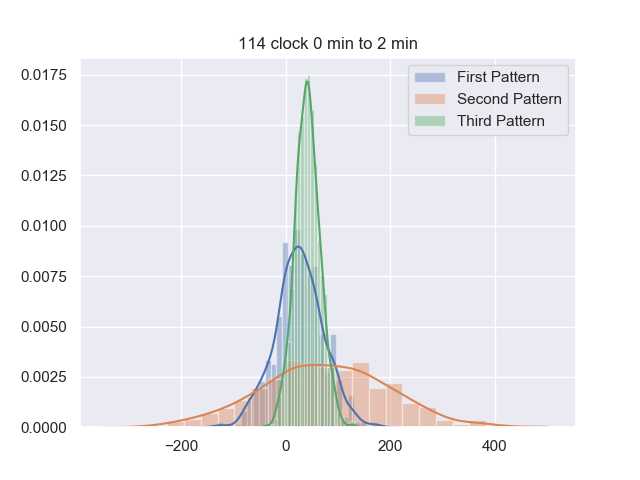 114 clock 0 min to 2 min
First Pattern
Second Pattern
Third Pattern
0.0175
0.0150
0.0125
0.0100
0.0075
0.0050
0.0025
0.0000
−200 0 200 400